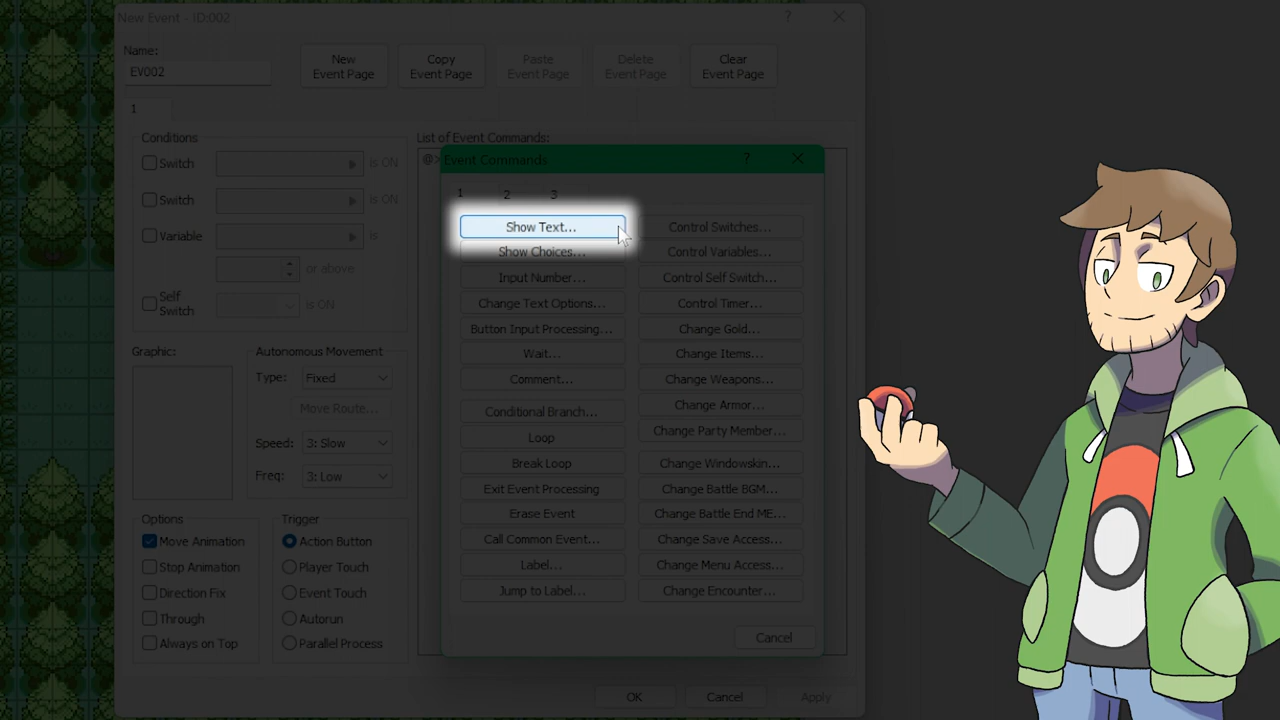 New Event - ID:002
?
Name:
EV002
New
Event Page
Copy
Event Page
Paste
Event Page
Delete
Event Page
Clear
Event Page
1
Conditions
Switch
is ON
Switch
is ON
Variable
is
or above
Self
Switch
is ON
Graphic:
Autonomous Movement
Type:
Fixed
Move Route...
Speed:
3: Slow
Freq:
3: Low
Options
Move Animation
Stop Animation
Direction Fix
Through
Always on Top
Trigger
Action Button
Player Touch
Event Touch
Autorun
Parallel Process
List of Event Commands:
@>
Event Commands
?
1 2 3
Show Text...
Show Choices...
Input Number...
Change Text Options...
Button Input Processing...
Wait...
Comment...
Conditional Branch...
Loop
Break Loop
Exit Event Processing
Erase Event
Call Common Event...
Label...
Jump to Label...
Control Switches...
Control Variables...
Control Self Switch...
Control Timer...
Change Gold...
Change Items...
Change Weapons...
Change Armor...
Change Party Member...
Change Windowskin...
Change Battle BGM...
Change Battle End ME...
Change Save Access...
Change Menu Access...
Change Encounter...
Cancel
OK
Cancel
Apply